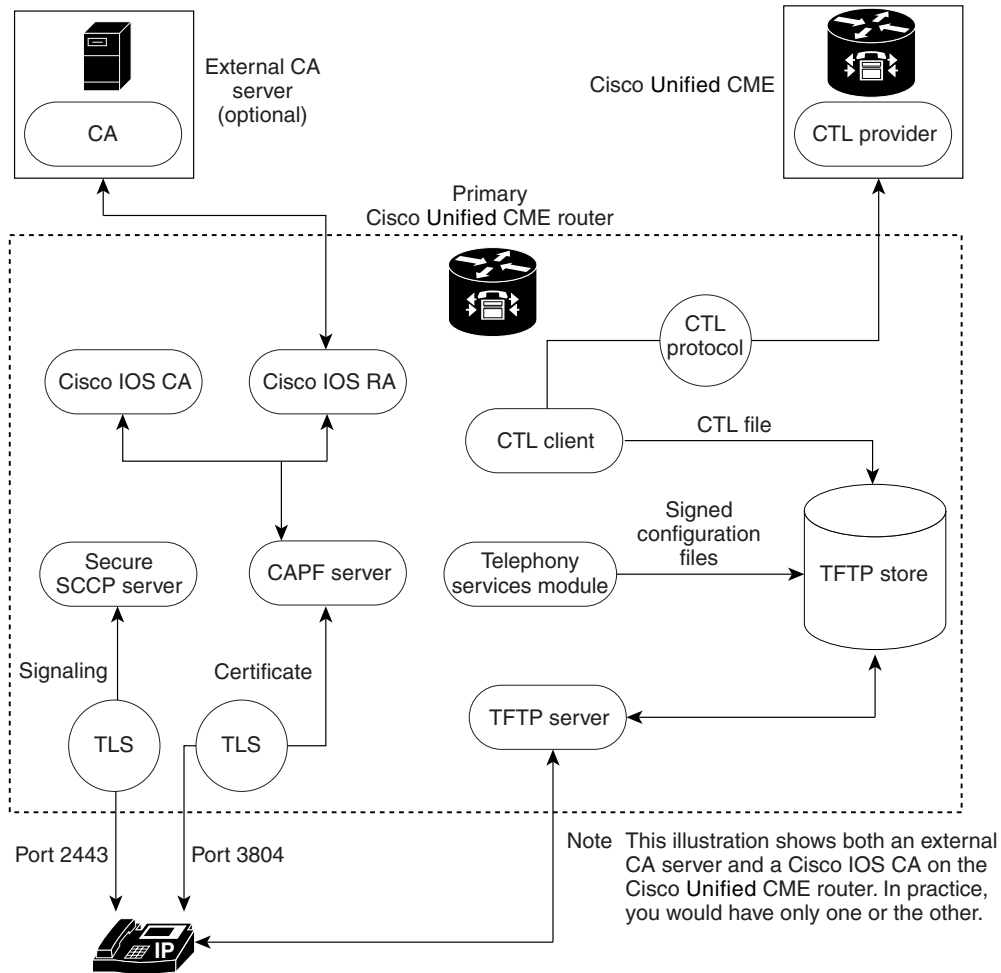 External CA
server
(optional)
CA
Cisco Unified CME
CTL provider
Primary
Cisco Unified CME router
CTL
protocol
Cisco IOS CA
Cisco IOS RA
CTL client
CTL file
Signed
configuration
files
Secure
SCCP server
CAPF server
Telephony
services module
TFTP store
Signaling
Certificate
TLS
TLS
TFTP server
Port 2443
Port 3804
Note This illustration shows both an external
CA server and a Cisco IOS CA on the
Cisco Unified CME router. In practice,
you would have only one or the other.
IP